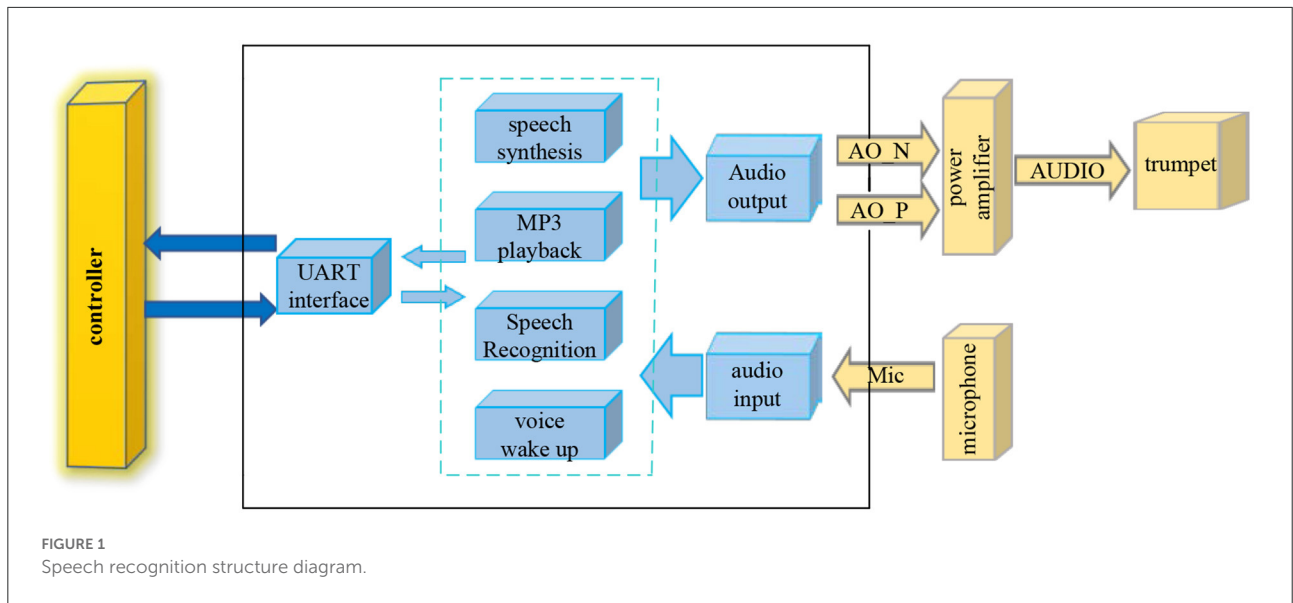 controller
UART
interface
speech
synthesis
MP3
playback
Speech
Recognition
voice
wake up
Audio
output
audio
input
AO_N
AO_P
Mic
power
amplifier
microphone
AUDIO
trumpet
FIGURE 1
Speech recognition structure diagram.